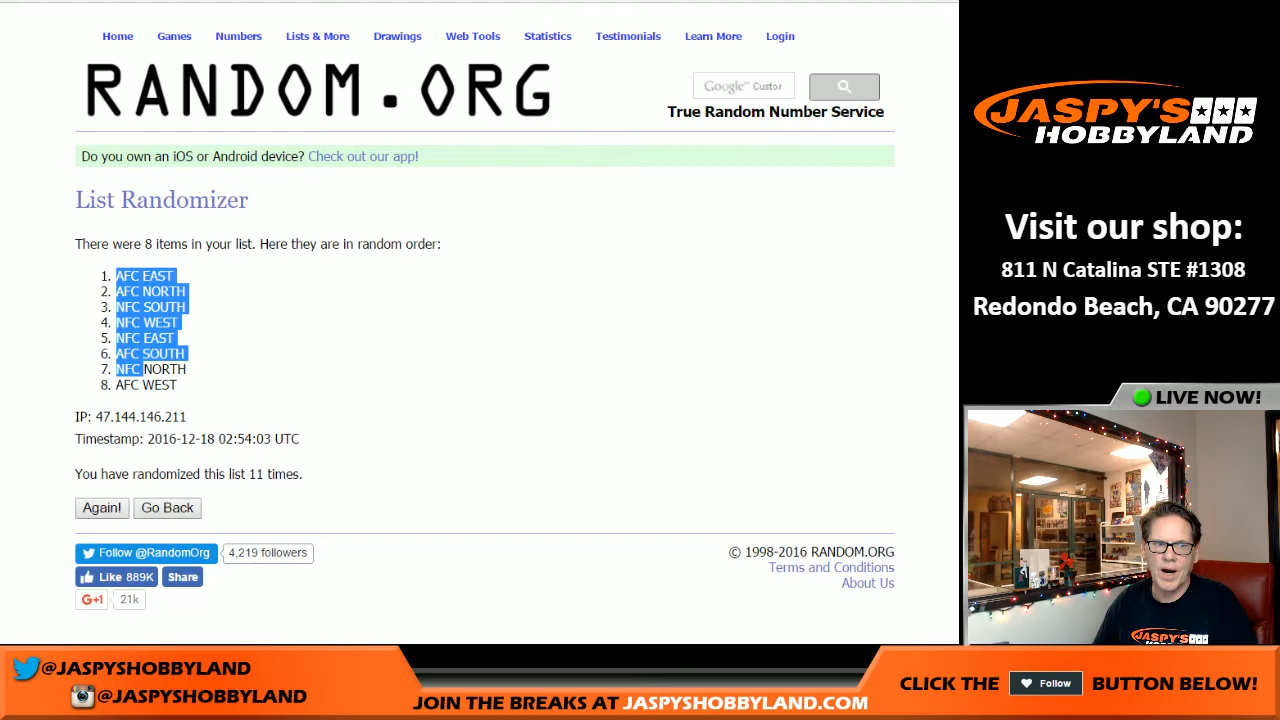 Home Games Numbers Lists & More Drawings Web Tools Statistics Testimonials Learn More Login
RANDOM.ORG
Google™ Custor
True Random Number Service
Do you own an iOS or Android device? Check out our app!
List Randomizer
There were 8 items in your list. Here they are in random order:
1. AFC EAST
2. AFC NORTH
3. NFC SOUTH
4. NFC WEST
5. NFC EAST
6. AFC SOUTH
7. NFC NORTH
8. AFC WEST
IP: 47.144.146.211
Timestamp: 2016-12-18 02:54:03 UTC
You have randomized this list 11 times.
Again! Go Back
Follow @RandomOrg 4,219 followers
Like 889K Share
G+1 21k
© 1998-2016 RANDOM.ORG
Terms and Conditions
About Us
JASPY'S
HOBBYLAND
Visit our shop:
811 N Catalina STE #1308
Redondo Beach, CA 90277
LIVE NOW!
JASPY'S
@JASPYSHOBBYLAND
@JASPYSHOBBYLAND
JOIN THE BREAKS AT JASPYSHOBBYLAND.COM
CLICK THE Follow BUTTON BELOW!